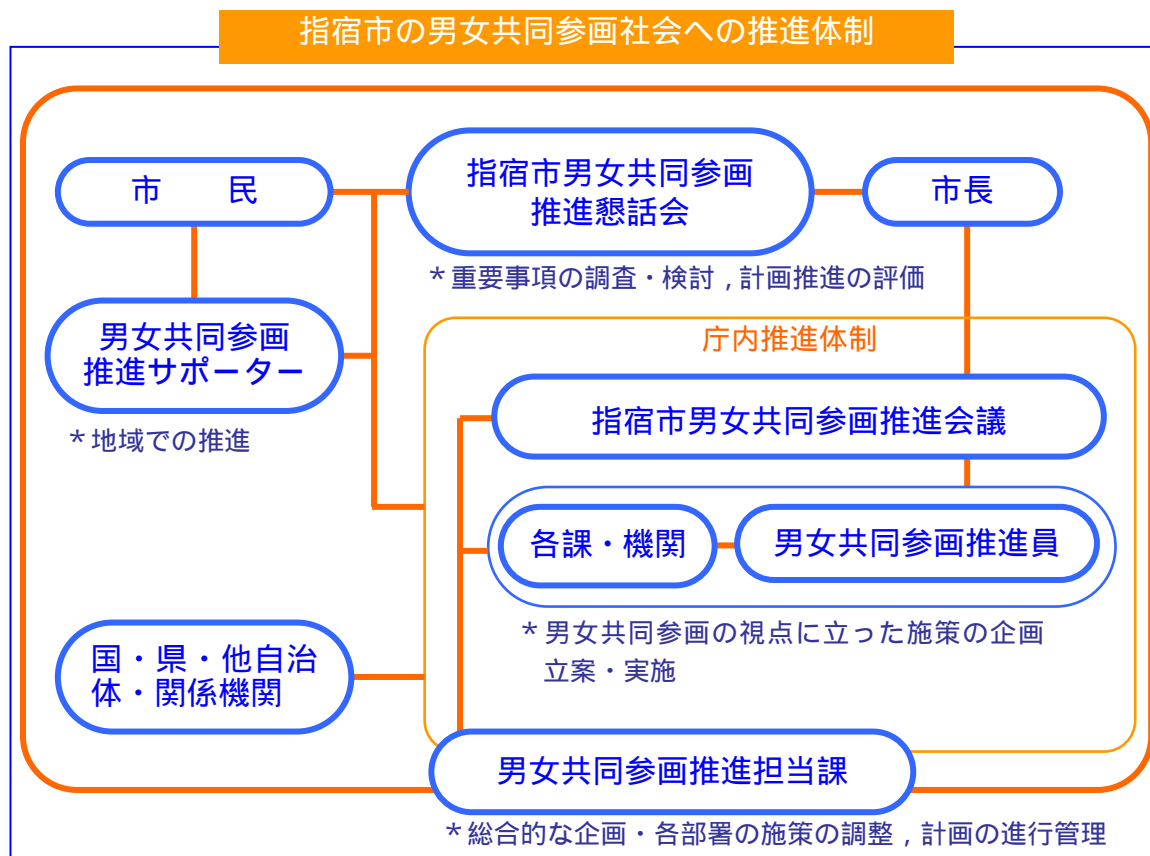 指宿市の男女共同参画社会への推進体制
市　　民
指宿市男女共同参画
推進懇話会
市長
＊重要事項の調査・検討，計画推進の評価
男女共同参画
推進サポーター
＊地域での推進
庁内推進体制
指宿市男女共同参画推進会議
各課・機関
男女共同参画推進員
＊男女共同参画の視点に立った施策の企画
立案・実施
国・県・他自治
体・関係機関
男女共同参画推進担当課
＊総合的な企画・各部署の施策の調整，計画の進行管理